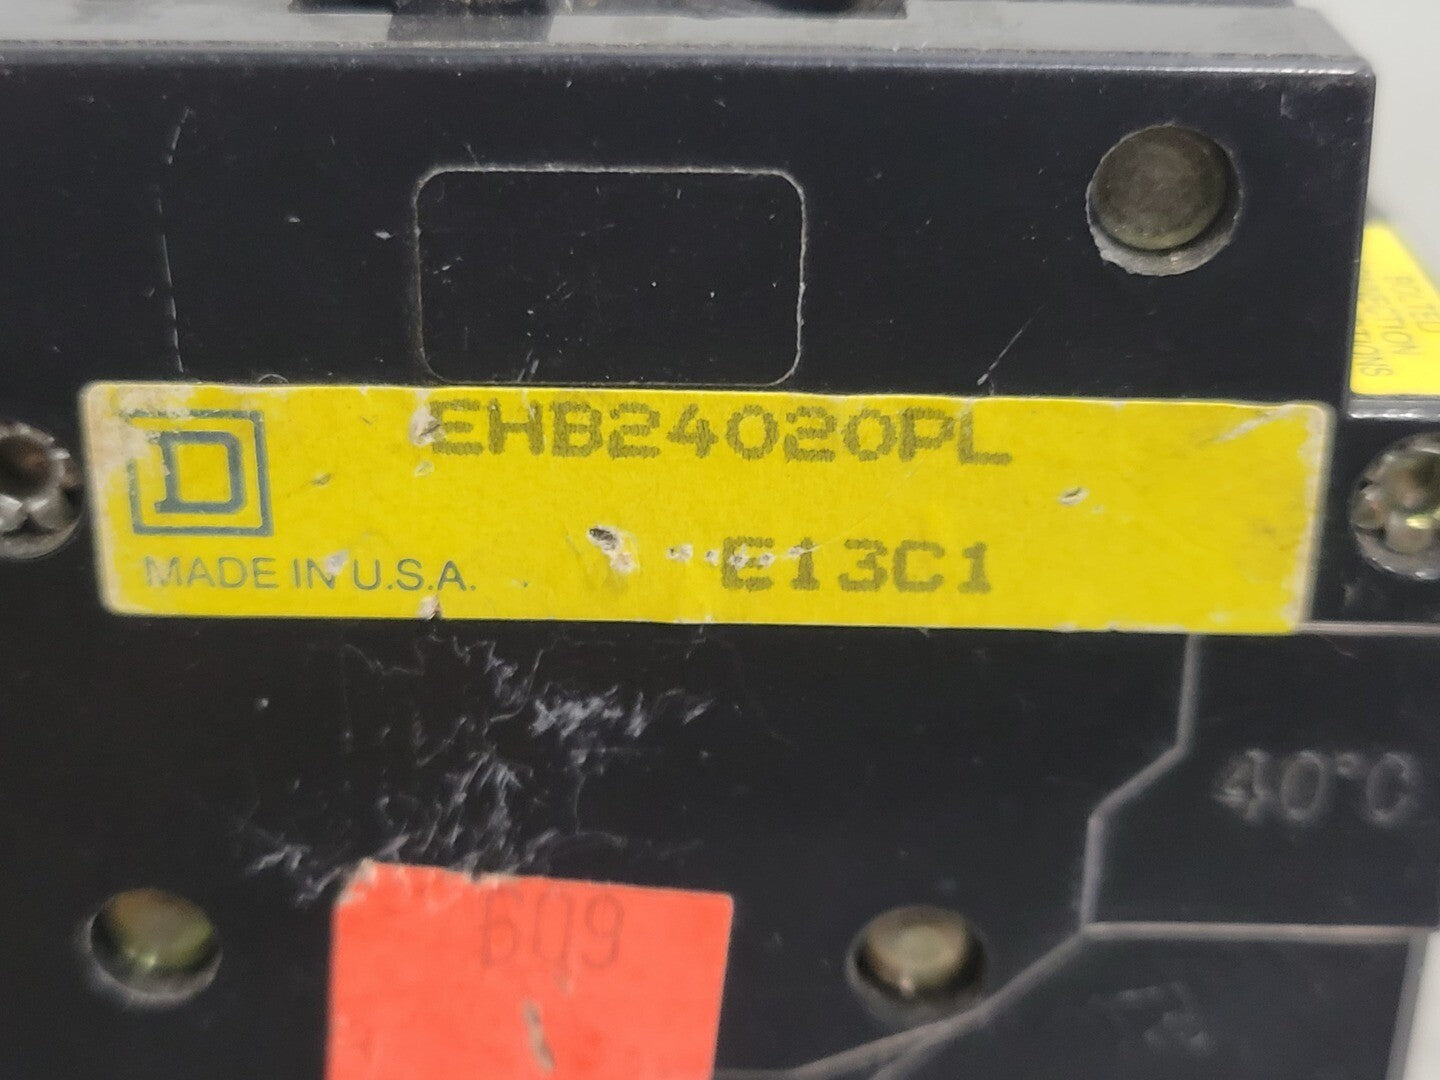 EHB24020PL
D
MADE IN U.S.A.
E13C1
40°C
609